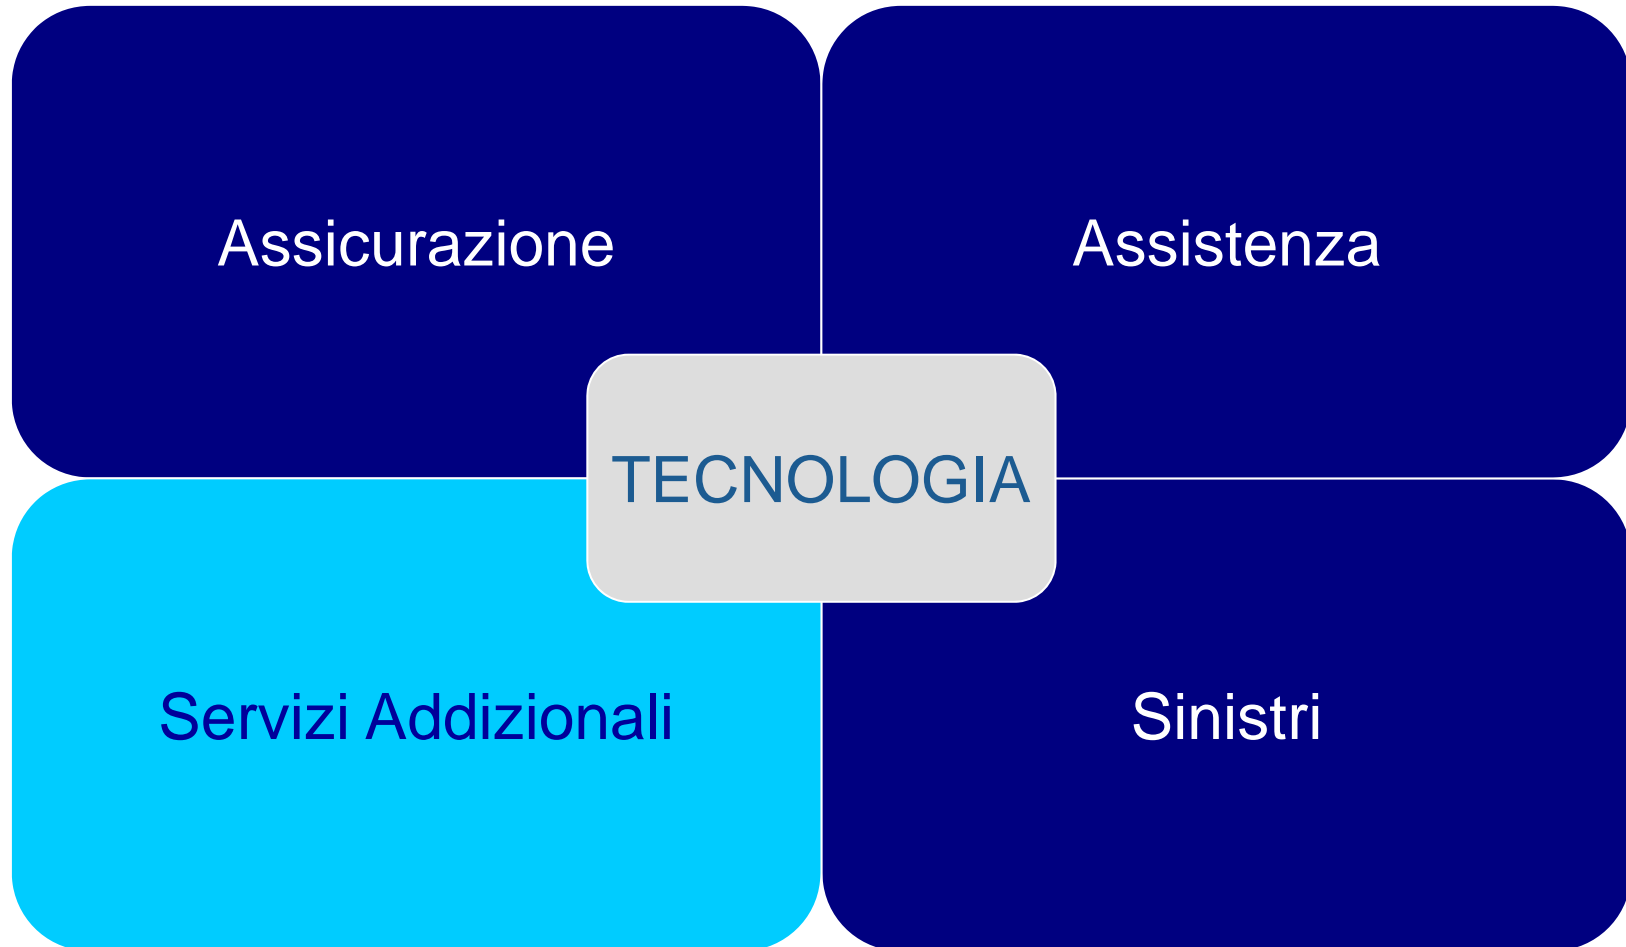 Assicurazione
Assistenza
TECNOLOGIA
Servizi Addizionali
Sinistri